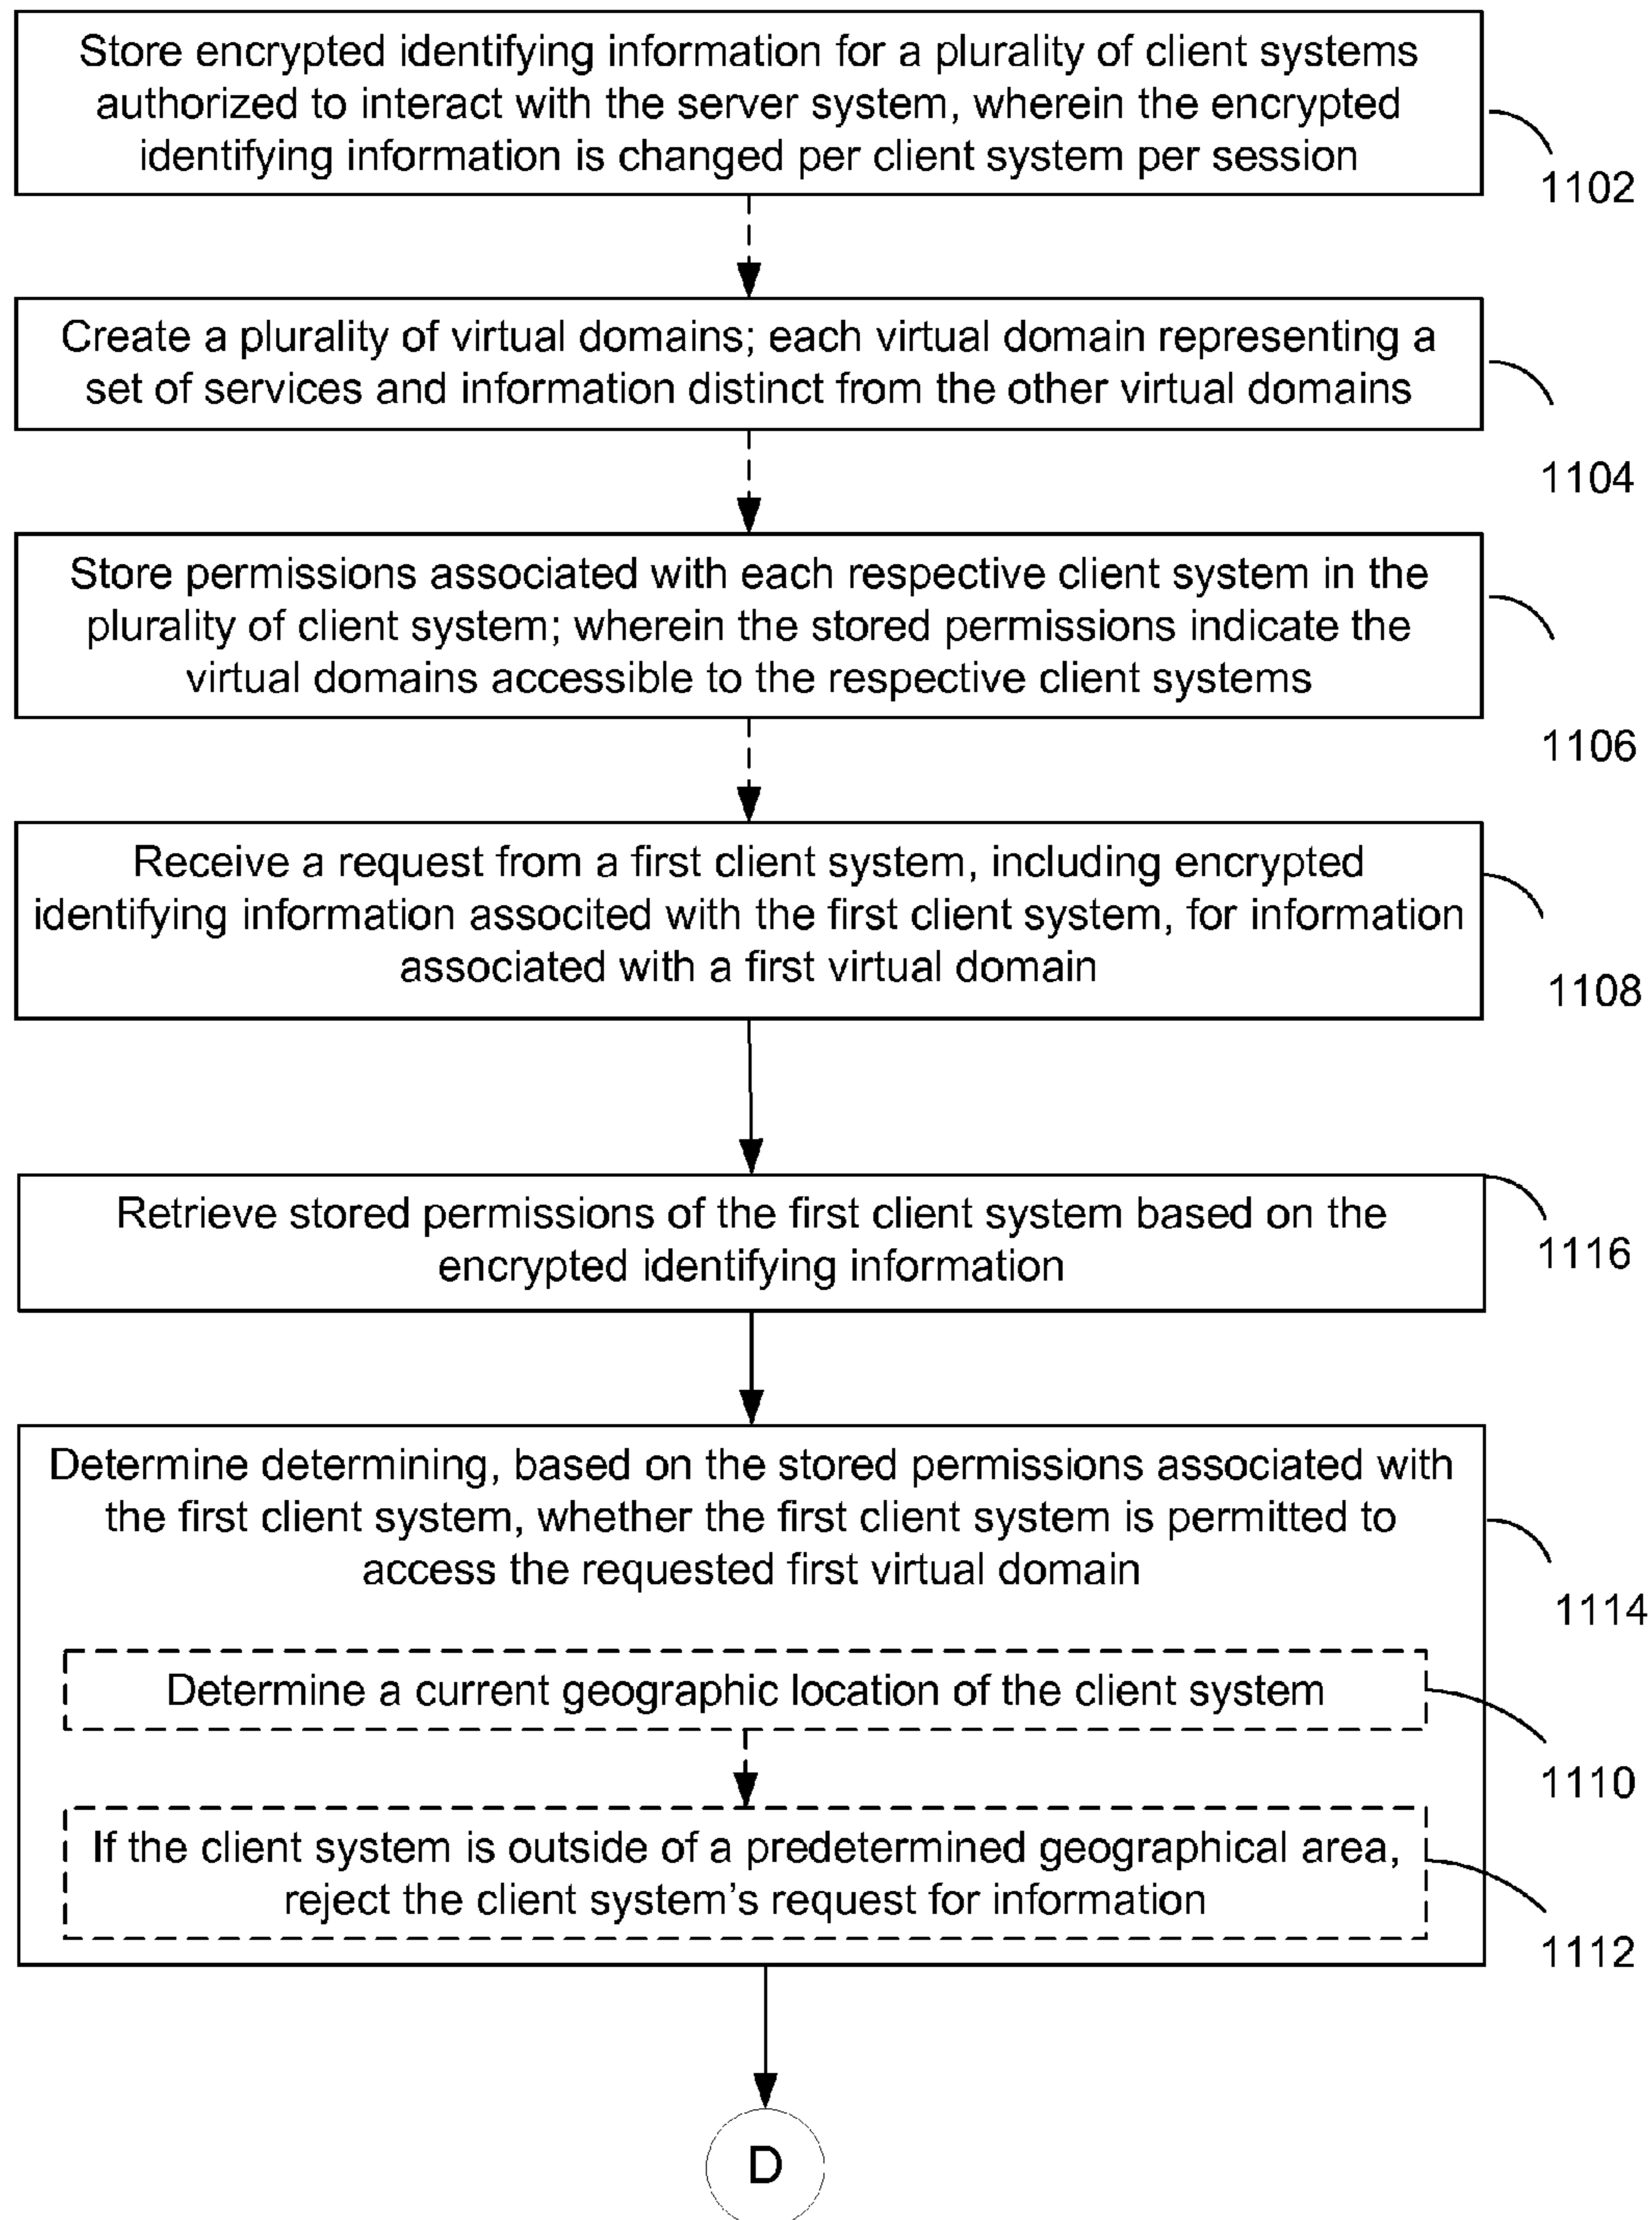 Store encrypted identifying information for a plurality of client systems
authorized to interact with the server system, wherein the encrypted
identifying information is changed per client system per session
1102
Create a plurality of virtual domains; each virtual domain representing a
set of services and information distinct from the other virtual domains
1104
Store permissions associated with each respective client system in the
plurality of client system; wherein the stored permissions indicate the
virtual domains accessible to the respective client systems
1106
Receive a request from a first client system, including encrypted
identifying information associted with the first client system, for information
associated with a first virtual domain
1108
Retrieve stored permissions of the first client system based on the
encrypted identifying information
1116
Determine determining, based on the stored permissions associated with
the first client system, whether the first client system is permitted to
access the requested first virtual domain
1114
Determine a current geographic location of the client system
1110
If the client system is outside of a predetermined geographical area,
reject the client system’s request for information
1112
D